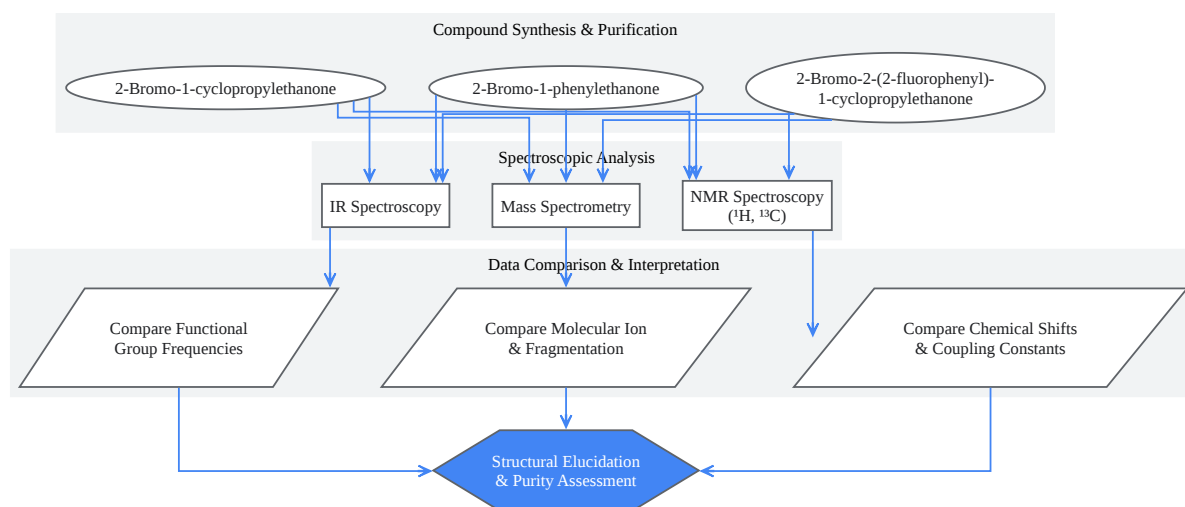 Compound Synthesis & Purification
2-Bromo-1-cyclopropylethanone
2-Bromo-1-phenylethanone
2-Bromo-2-(2-fluorophenyl)-
1-cyclopropylethanone
Spectroscopic Analysis
IR Spectroscopy
Mass Spectrometry
NMR Spectroscopy
(¹H, ¹³C)
Data Comparison & Interpretation
Compare Functional
Group Frequencies
Compare Molecular Ion
& Fragmentation
Compare Chemical Shifts
& Coupling Constants
Structural Elucidation
& Purity Assessment